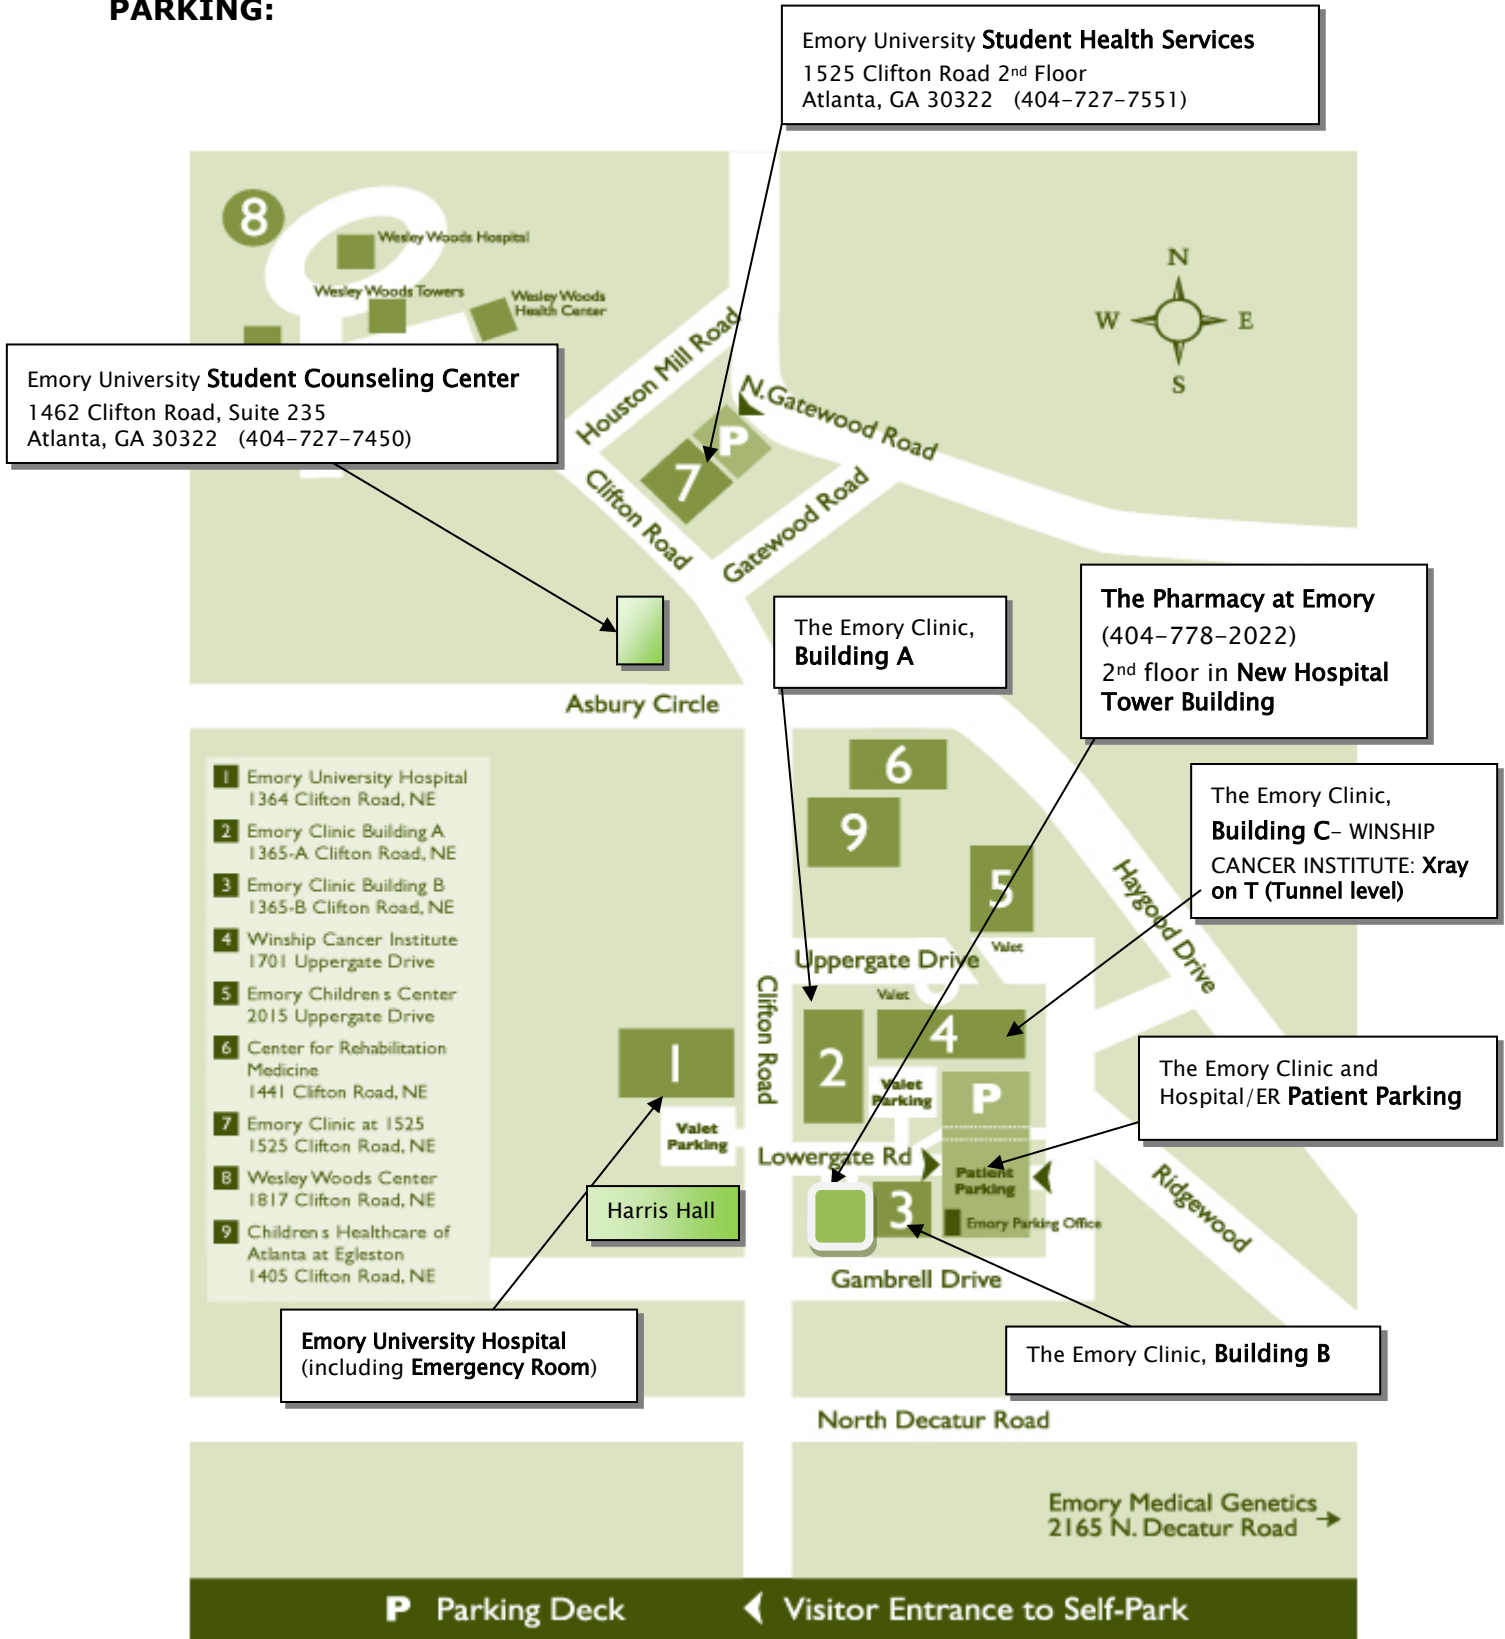 PARKING:
Emory University Student Health Services
1525 Clifton Road 2nd Floor
Atlanta, GA 30322 (404-727-7551)
8
Wesley Woods Hospital
Wesley Woods Towers
Wesley Woods
Health Center
N
W E
S
Emory University Student Counseling Center
1462 Clifton Road, Suite 235
Atlanta, GA 30322 (404-727-7450)
Houston Mill Road
N. Gatewood Road
P
7
Clifton Road
Gatewood Road
The Emory Clinic,
Building A
The Pharmacy at Emory
(404-778-2022)
2nd floor in New Hospital
Tower Building
Asbury Circle
6
9
5
Valet
The Emory Clinic,
Building C- WINSHIP
CANCER INSTITUTE: Xray
on T (Tunnel level)
Haygood Drive
1 Emory University Hospital
1364 Clifton Road, NE
2 Emory Clinic Building A
1365-A Clifton Road, NE
3 Emory Clinic Building B
1365-B Clifton Road, NE
4 Winship Cancer Institute
1701 Uppergate Drive
5 Emory Children s Center
2015 Uppergate Drive
6 Center for Rehabilitation
Medicine
1441 Clifton Road, NE
7 Emory Clinic at 1525
1525 Clifton Road, NE
8 Wesley Woods Center
1817 Clifton Road, NE
9 Children s Healthcare of
Atlanta at Egleston
1405 Clifton Road, NE
Uppergate Drive
Valet
Clifton Road
1
2
4
Valet
Parking
P
The Emory Clinic and
Hospital/ER Patient Parking
Valet
Parking
Lowergate Rd
Patient
Parking
Harris Hall
3
Emory Parking Office
Ridgewood
Gambrell Drive
Emory University Hospital
(including Emergency Room)
The Emory Clinic, Building B
North Decatur Road
Emory Medical Genetics
2165 N. Decatur Road
P Parking Deck
Visitor Entrance to Self-Park